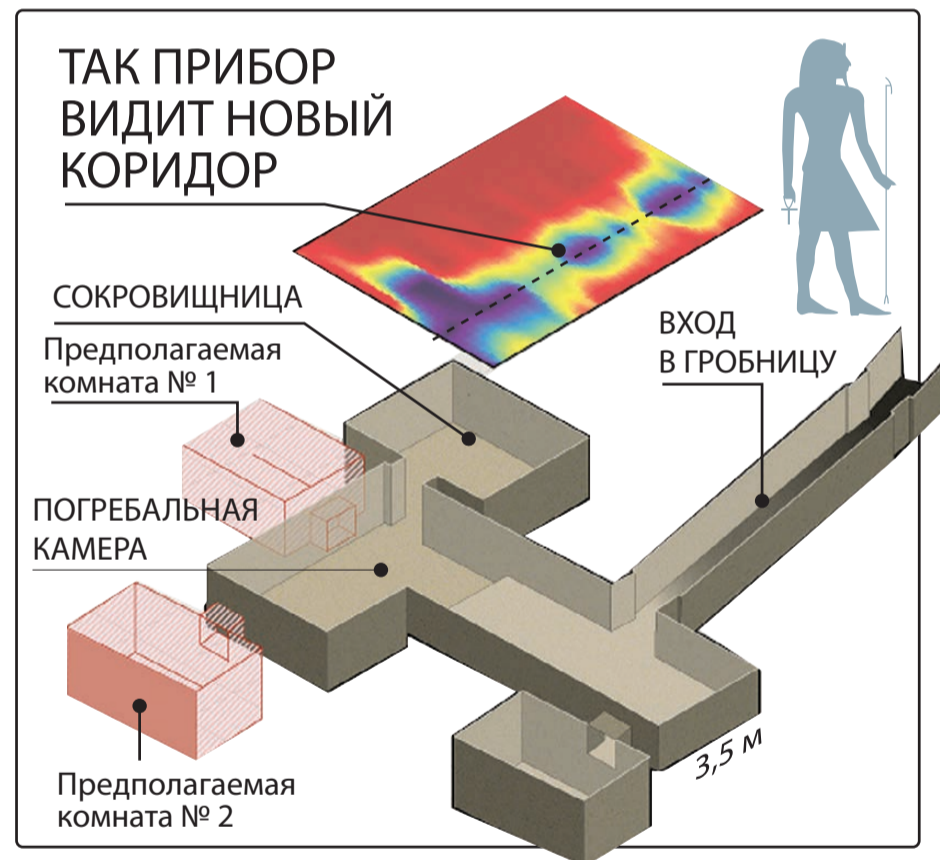 ТАК ПРИБОР
ВИДИТ НОВЫЙ
КОРИДОР
СОКРОВИЩНИЦА
Предполагаемая
комната № 1
ВХОД
В ГРОБНИЦУ
ПОГРЕБАЛЬНАЯ
КАМЕРА
3,5 м
Предполагаемая
комната № 2